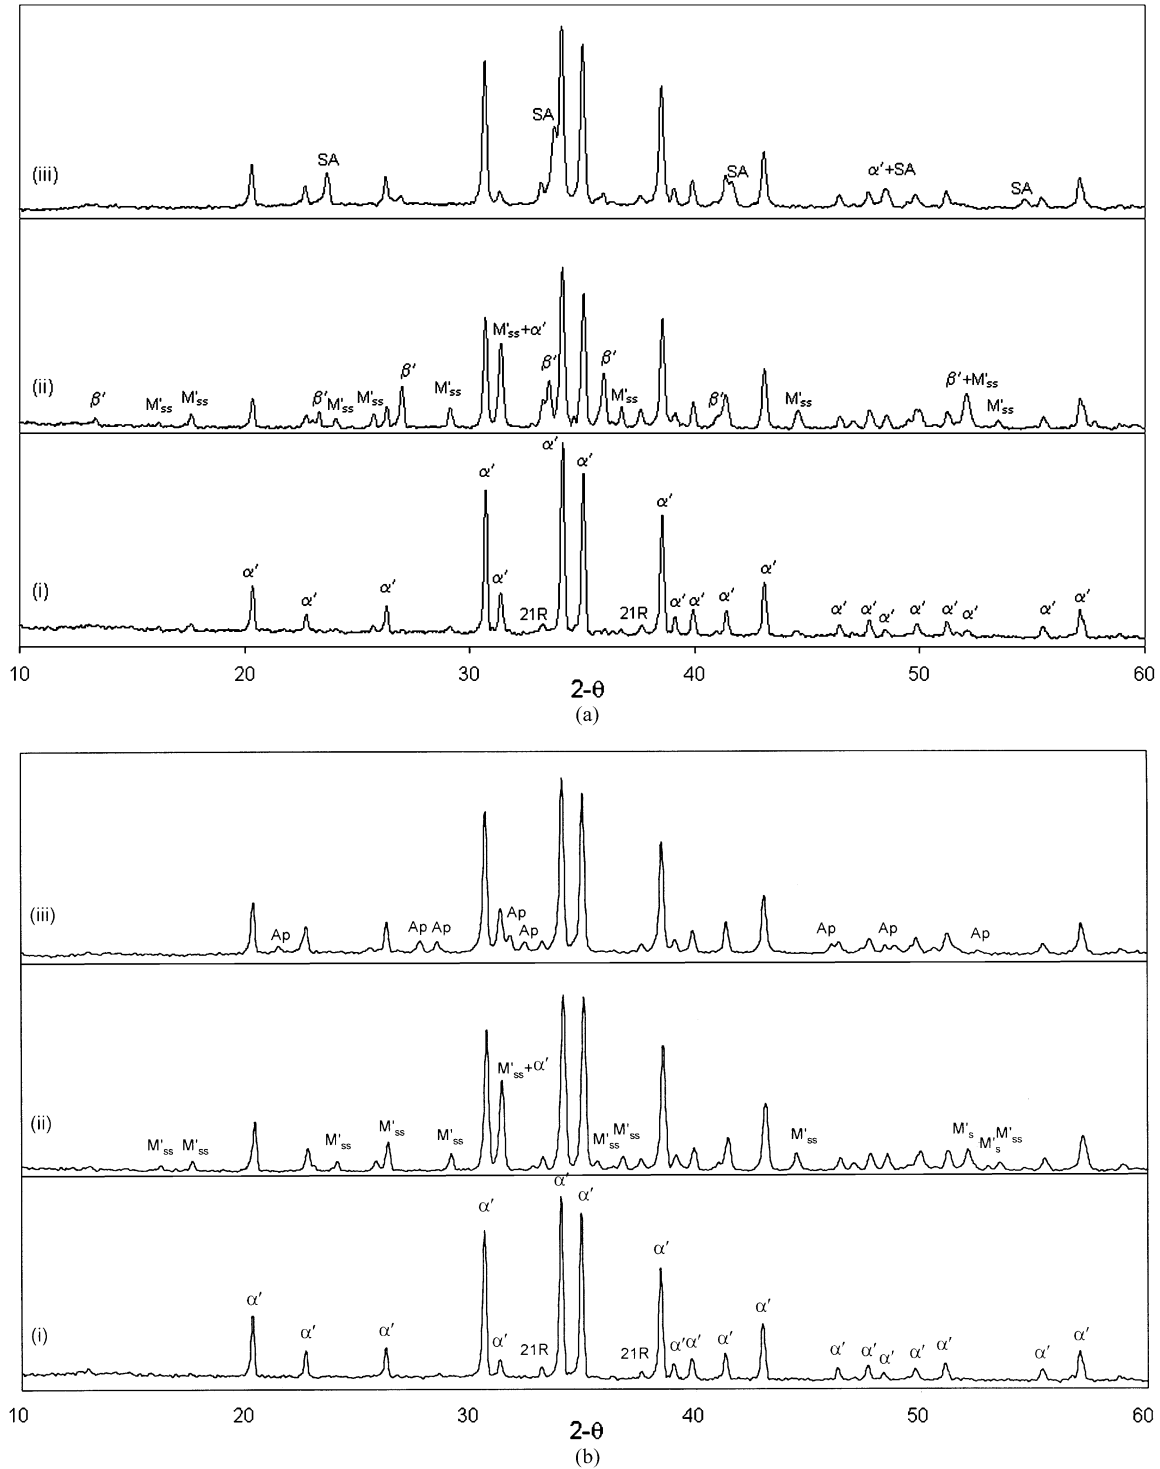 SA
SA
SA
α′+SA
SA
(iii)
M'ss+α′
β′
β′
β′
M'ss
(ii)
β′
M'ss
M'ss
β′
M'ss
M'ss
M'ss
β′
M'ss
β′+M'ss
M'ss
α′
α′
α′
α′
α′
α′
α′
α′
(i)
α′
21R
21R
α′
α′
α′
α′
α′
α′
α′
α′
α′
α′
α′
10 20 30 40 50 60
2-θ
(a)
(iii)
Ap
Ap
Ap
Ap
Ap
Ap
Ap
Ap
M'ss+α′
(ii)
M'ss
M'ss
M'ss
M'ss
M'ss
M'ss
M'ss
M'ss
M's
M's
M'ss
α′
α′
α′
α′
α′
α′
(i)
α′
α′
α′
21R
21R
α′
α′
α′
α′
α′
α′
α′
α′
α′
α′
10 20 30 40 50 60
2-θ
(b)